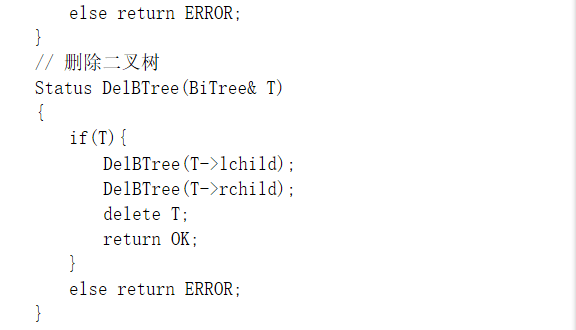 else return ERROR;
}
// 删除二叉树
Status DelBTree(BiTree& T)
{
if(T){
DelBTree(T->lchild);
DelBTree(T->rchild);
delete T;
return OK;
}
else return ERROR;
}